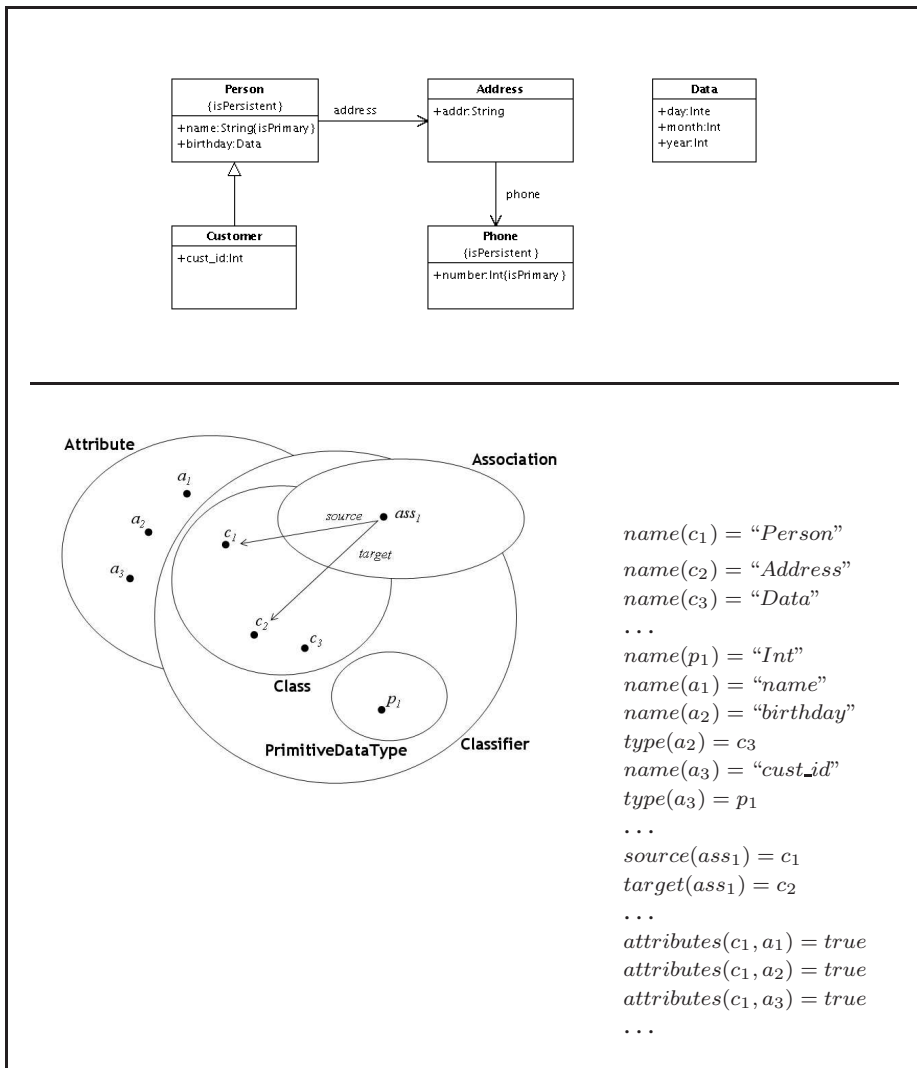 Person
{isPersistent}
+name:String{isPrimary}
+birthday:Data
address
Address
+addr:String
Data
+day:Inte
+month:Int
+year:Int
phone
Customer
+cust_id:Int
Phone
{isPersistent }
+number:Int{isPrimary }
Attribute
Association
a1
a2
a3
source
ass1
c1
target
c2
c3
Class
p1
PrimitiveDataType
Classifier
name(c1) = “Person”
name(c2) = “Address”
name(c3) = “Data”
...
name(p1) = “Int”
name(a1) = “name”
name(a2) = “birthday”
type(a2) = c3
name(a3) = “cust_id”
type(a3) = p1
...
source(ass1) = c1
target(ass1) = c2
...
attributes(c1, a1) = true
attributes(c1, a2) = true
attributes(c1, a3) = true
...